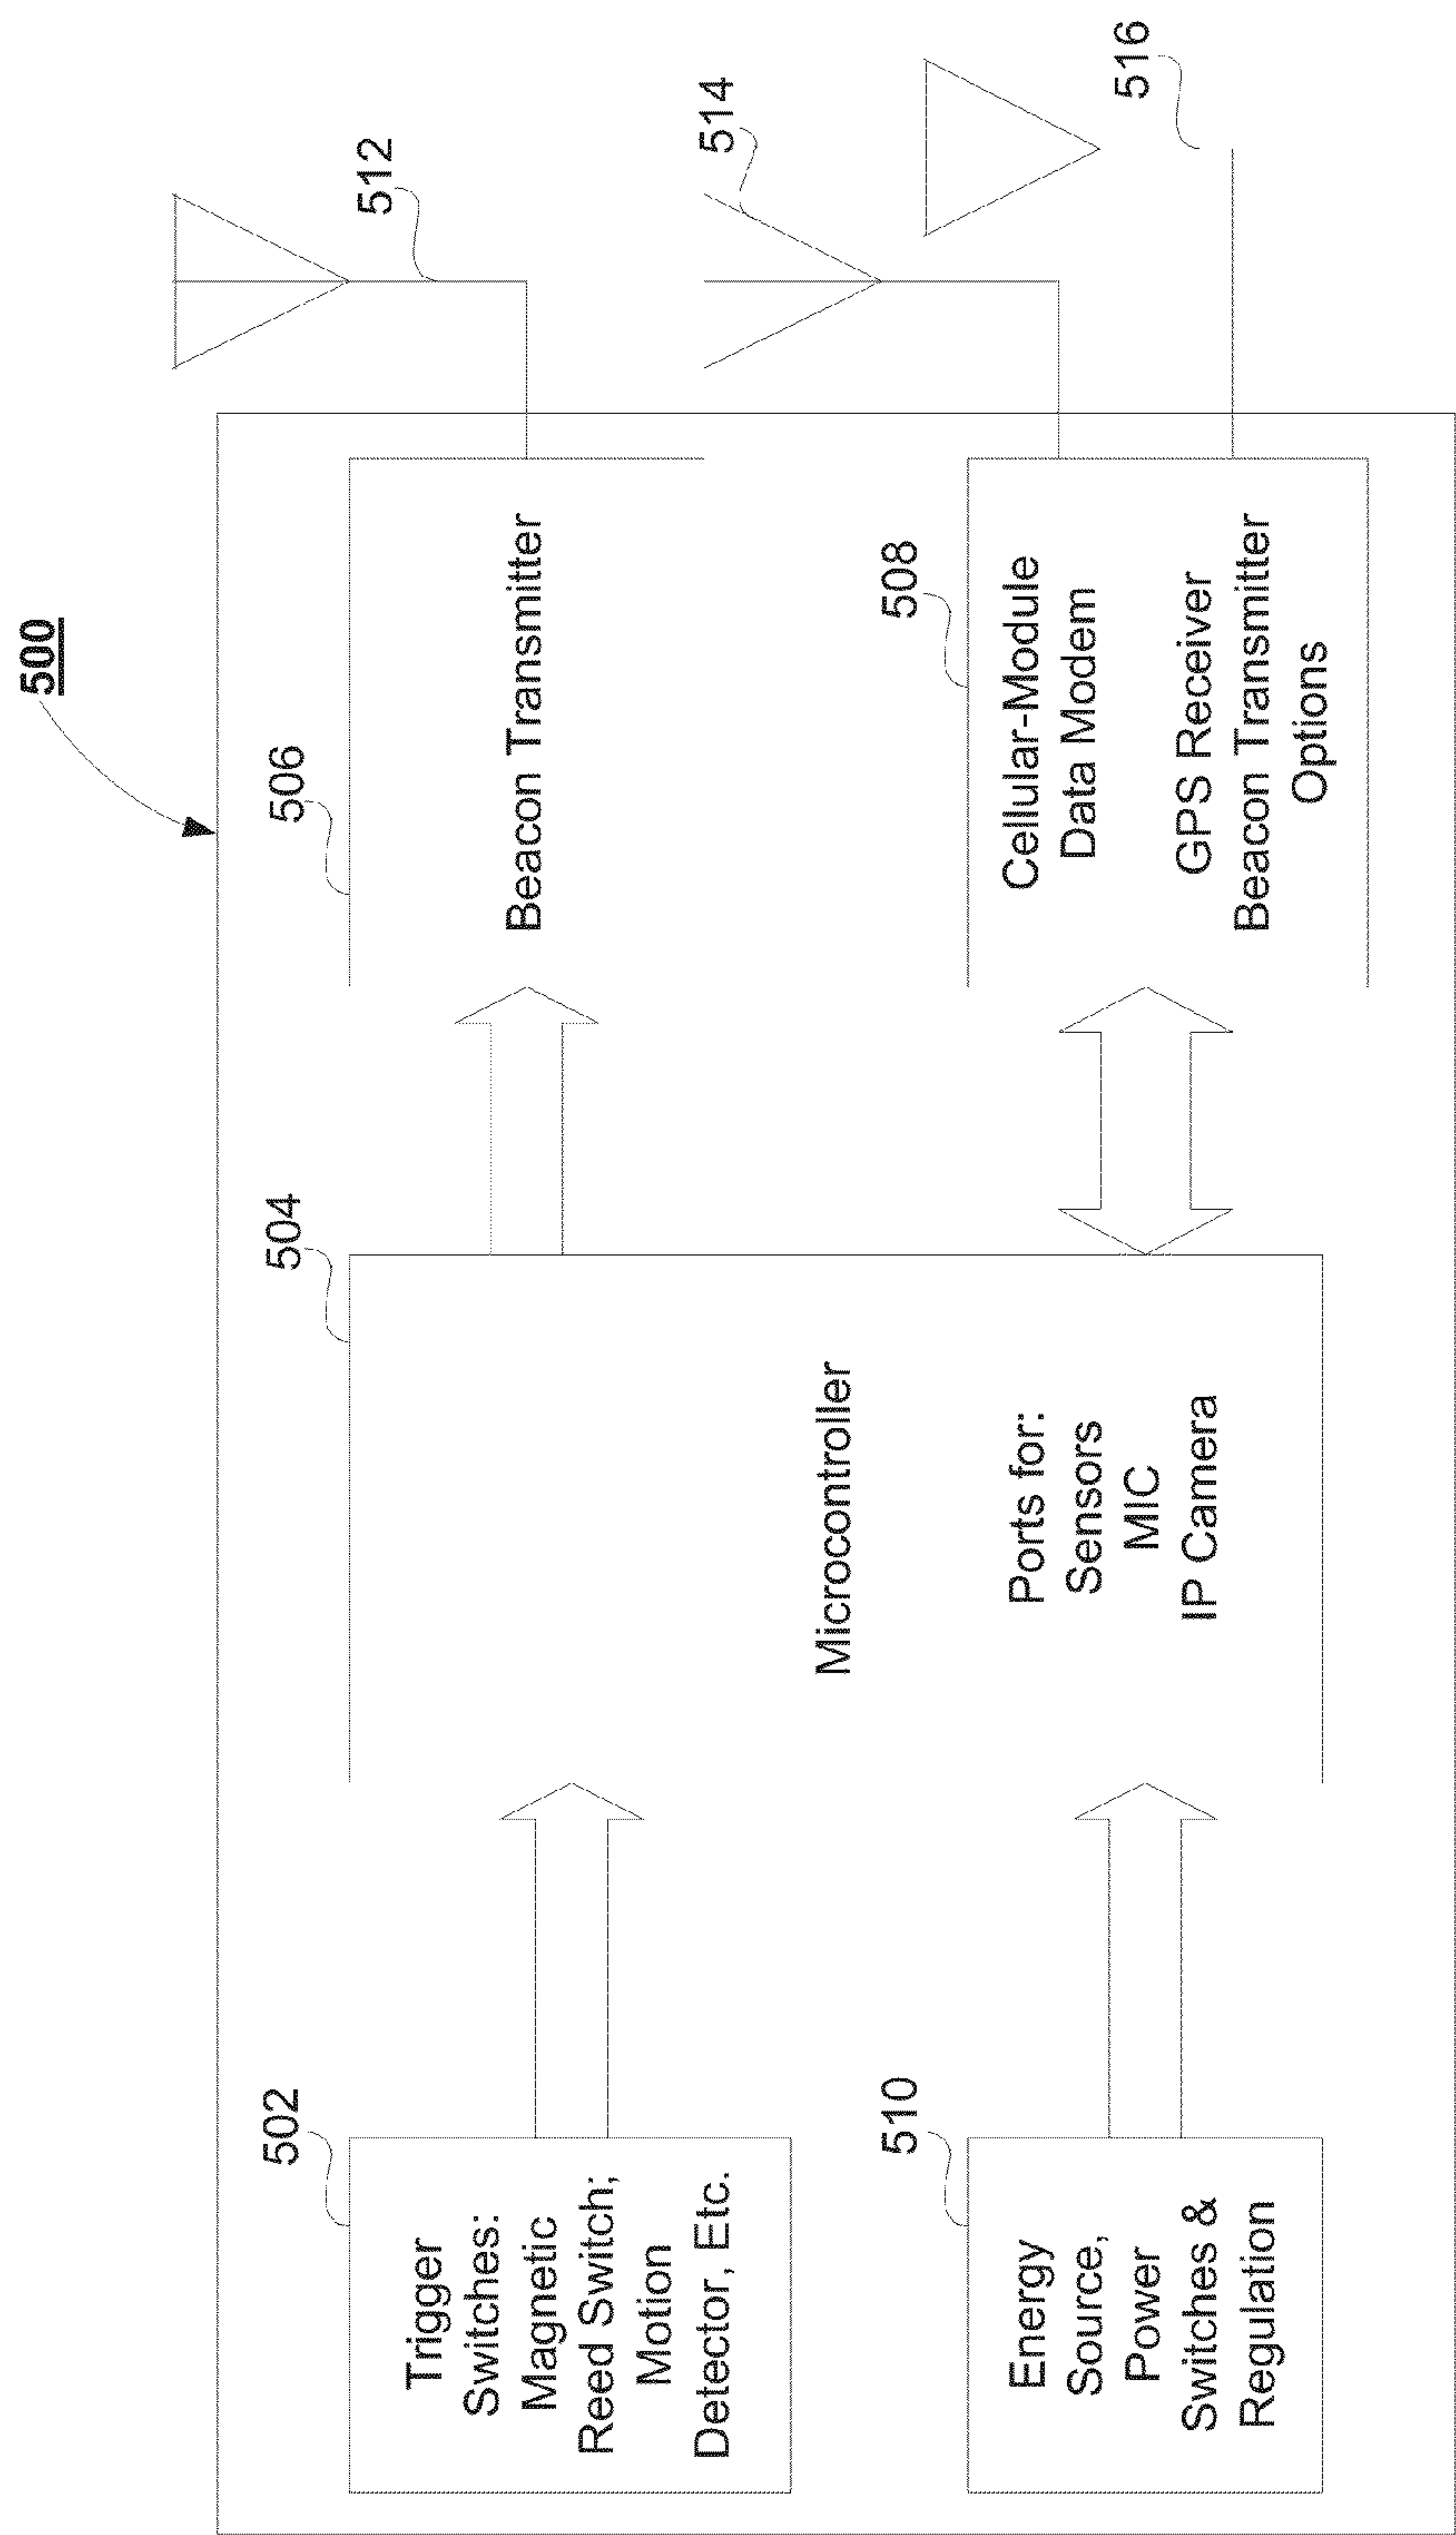 500
502
Trigger
Switches:
Magnetic
Reed Switch;
Motion
Detector, Etc.
504
Microcontroller
Ports for:
Sensors
MIC
IP Camera
506
Beacon Transmitter
512
510
Energy
Source,
Power
Switches &
Regulation
508
Cellular-Module
Data Modem
GPS Receiver
Beacon Transmitter
Options
514
516